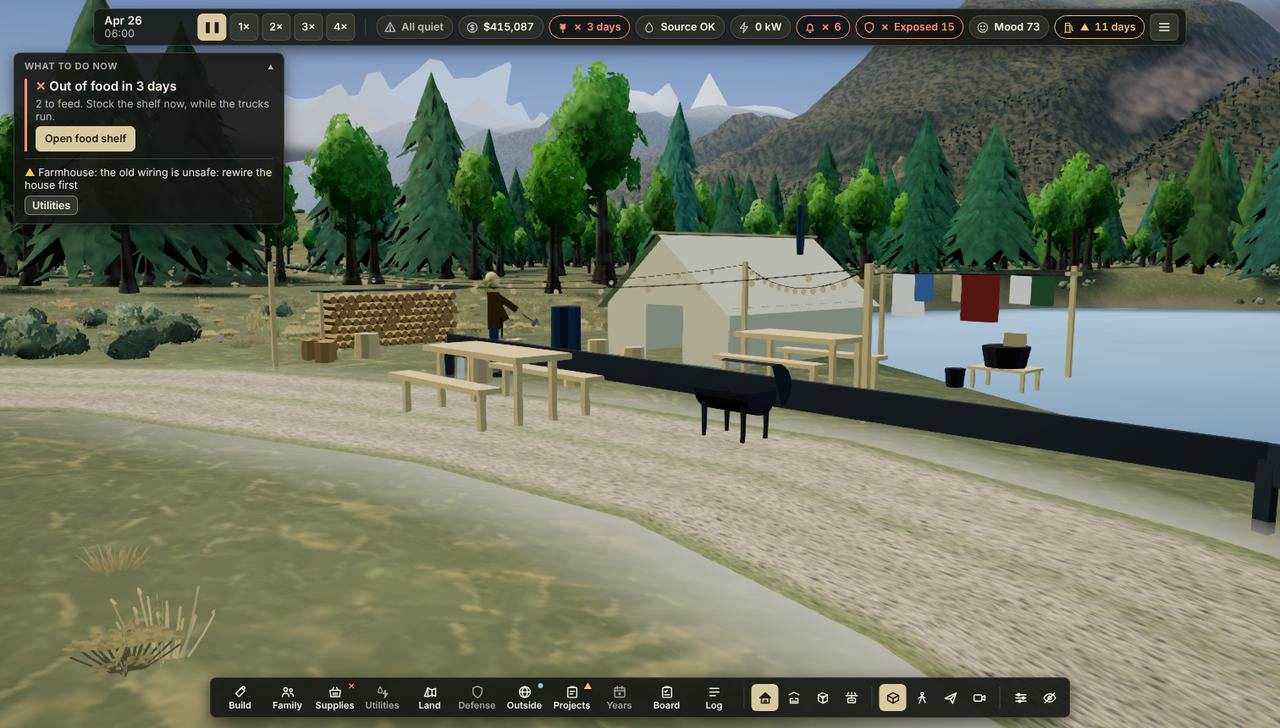 Apr 26
06:00
1×
2×
3×
4×
All quiet
$415,087
× 3 days
Source OK
0 kW
× 6
× Exposed 15
Mood 73
▲ 11 days
WHAT TO DO NOW
× Out of food in 3 days
2 to feed. Stock the shelf now, while the trucks
run.
Open food shelf
Farmhouse: the old wiring is unsafe: rewire the
house first
Utilities
Build
Family
Supplies
Utilities
Land
Defense
Outside
Projects
Years
Board
Log